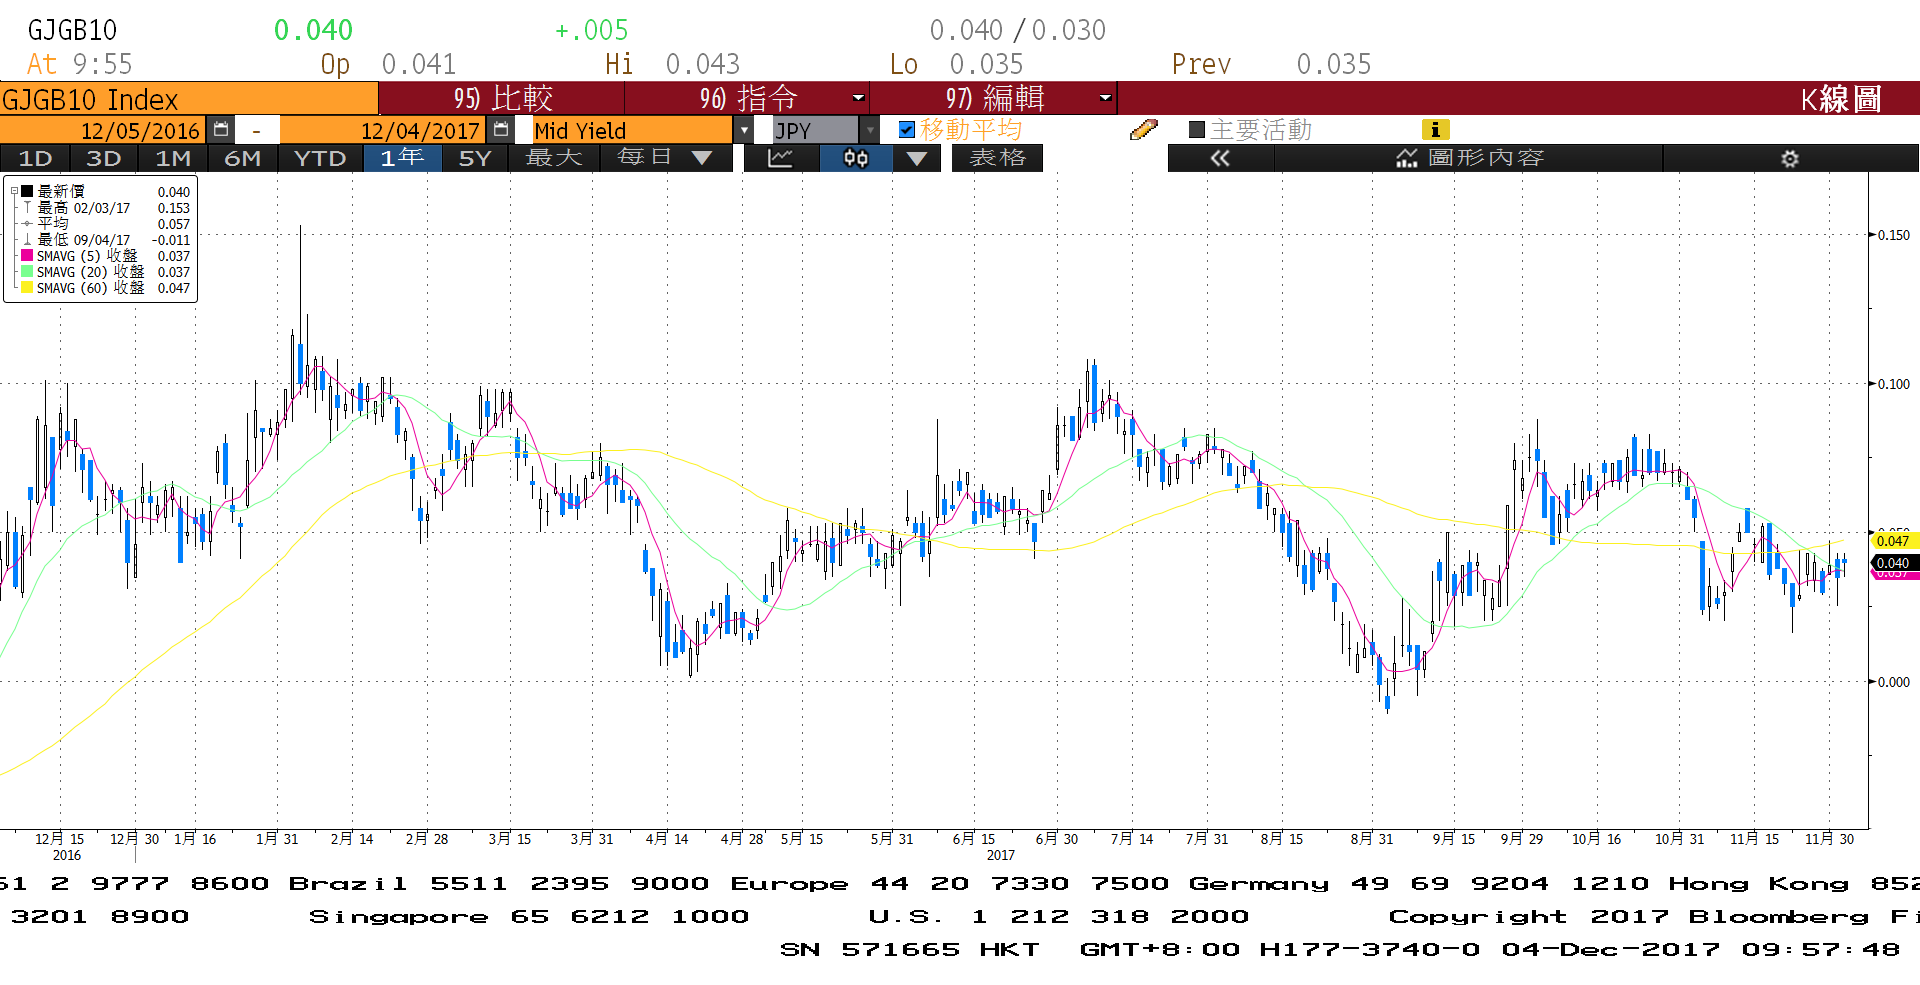 GJGB10 0.040 +.005 0.040 / 0.030
At 9:55 Op 0.041 Hi 0.043 Lo 0.035 Prev 0.035
GJGB10 Index 95) 比較 96) 指令 97) 編輯 K線圖
12/05/2016 - 12/04/2017 Mid Yield JPY 移動平均 主要活動
1D 3D 1M 6M YTD 1年 5Y 最大 每日 表格 圖形內容
最新價 0.040
最高 02/03/17 0.153
平均 0.057
最低 09/04/17 -0.011
SMAVG (5) 收盤 0.037
SMAVG (20) 收盤 0.037
SMAVG (60) 收盤 0.047
0.150
0.100
0.050
0.047
0.040
0.037
0.000
12月 15 12月 30 1月 16 1月 31 2月 14 2月 28 3月 15 3月 31 4月 14 4月 28 5月 15 5月 31 6月 15 6月 30 7月 14 7月 31 8月 15 8月 31 9月 15 9月 29 10月 16 10月 31 11月 15 11月 30
2016 2017
61 2 9777 8600 Brazil 5511 2395 9000 Europe 44 20 7330 7500 Germany 49 69 9204 1210 Hong Kong 852
3201 8900 Singapore 65 6212 1000 U.S. 1 212 318 2000 Copyright 2017 Bloomberg Fi
SN 571665 HKT GMT+8:00 H177-3740-0 04-Dec-2017 09:57:48